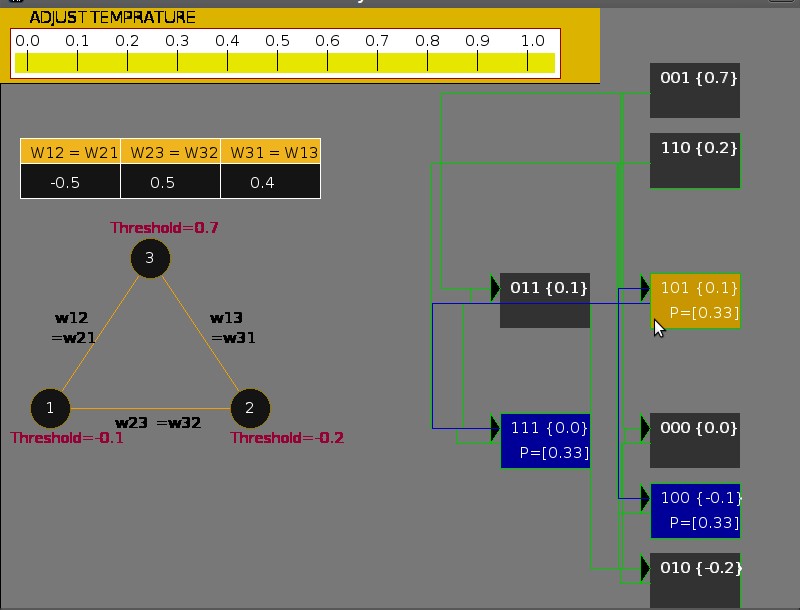 ADJUST TEMPRATURE
0.0 0.1 0.2 0.3 0.4 0.5 0.6 0.7 0.8 0.9 1.0
W12 = W21 W23 = W32 W31 = W13
-0.5 0.5 0.4
Threshold=0.7
3
w12
=w21
w13
=w31
1
2
w23 =w32
Threshold=-0.1
Threshold=-0.2
001 {0.7}
110 {0.2}
011 {0.1}
101 {0.1}
P=[0.33]
111 {0.0}
P=[0.33]
000 {0.0}
100 {-0.1}
P=[0.33]
010 {-0.2}